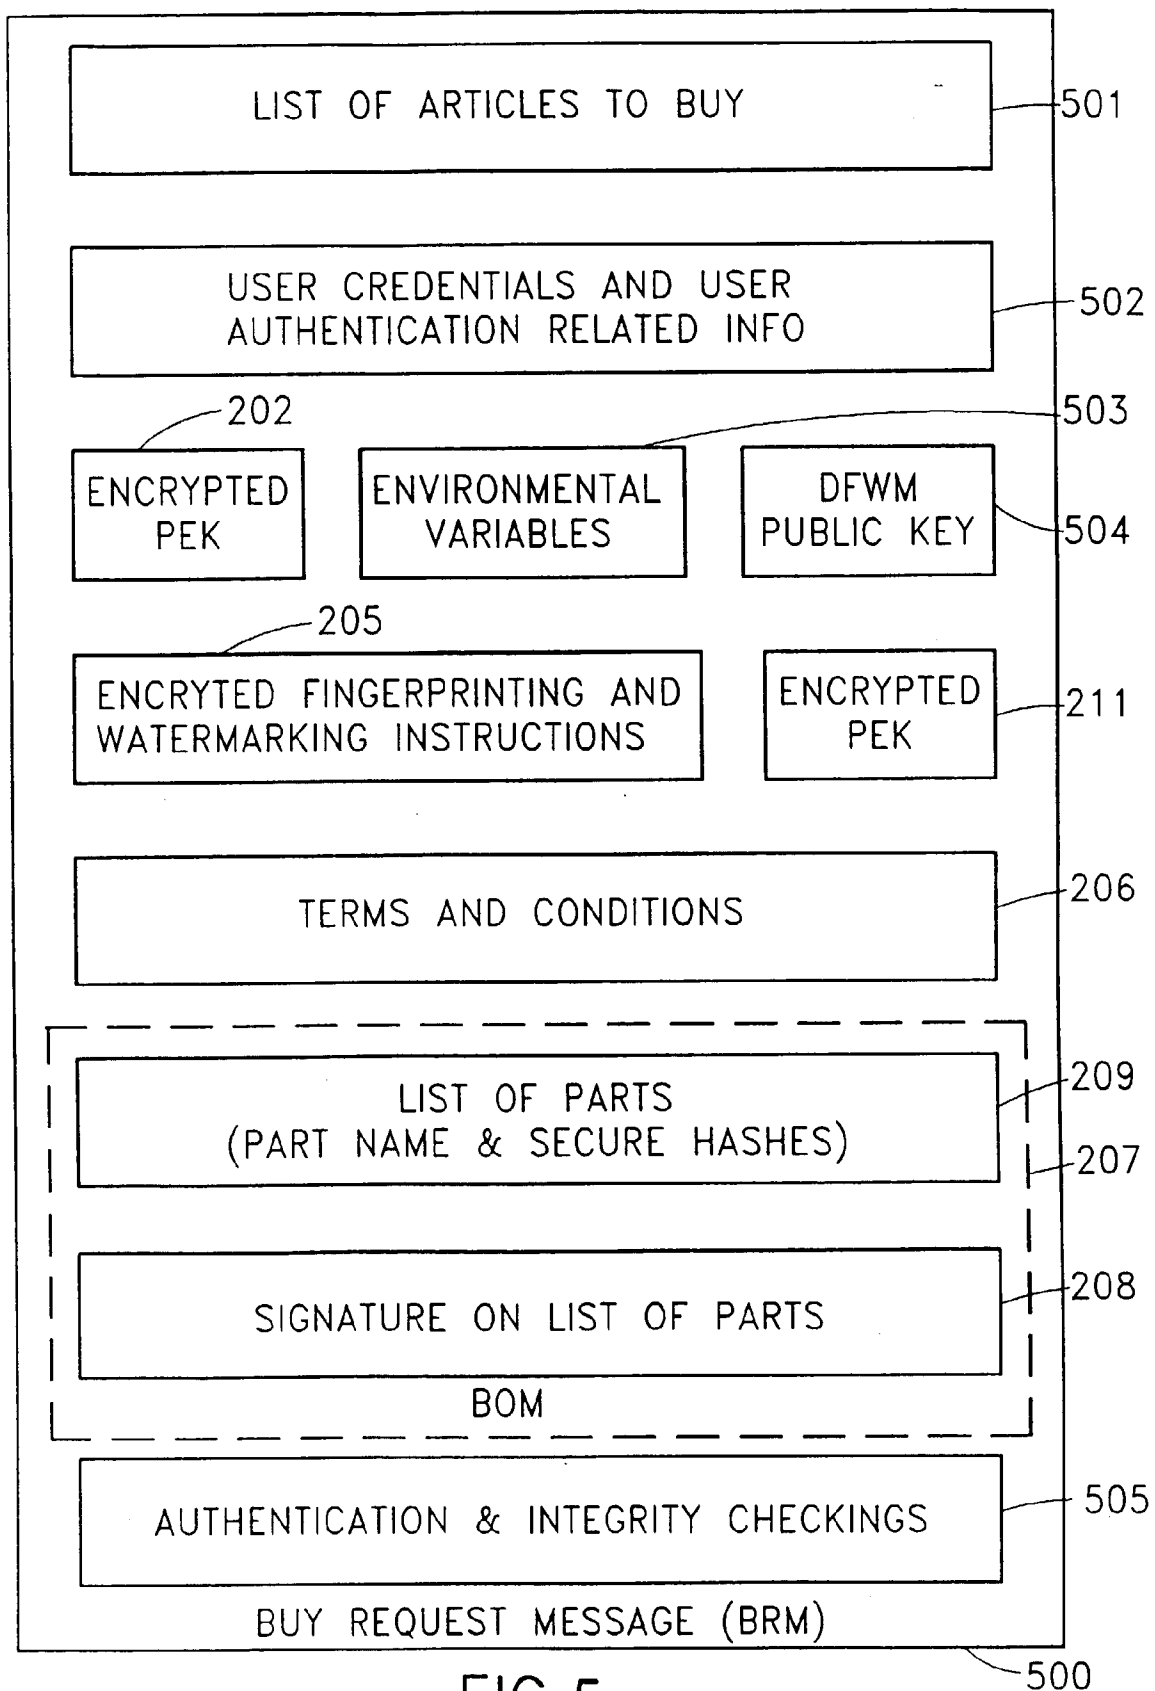 LIST OF ARTICLES TO BUY
501
USER CREDENTIALS AND USER
AUTHENTICATION RELATED INFO
502
202
503
ENCRYPTED
PEK
ENVIRONMENTAL
VARIABLES
DFWM
PUBLIC KEY
504
205
ENCRYTED FINGERPRINTING AND
WATERMARKING INSTRUCTIONS
ENCRYPTED
PEK
211
TERMS AND CONDITIONS
206
LIST OF PARTS
(PART NAME & SECURE HASHES)
209
207
SIGNATURE ON LIST OF PARTS
208
BOM
AUTHENTICATION & INTEGRITY CHECKINGS
505
BUY REQUEST MESSAGE (BRM)
500
FIG.5